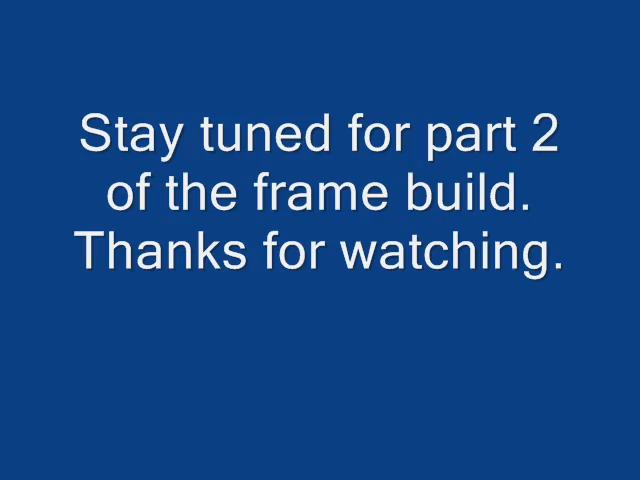 Stay tuned for part 2
of the frame build.
Thanks for watching.